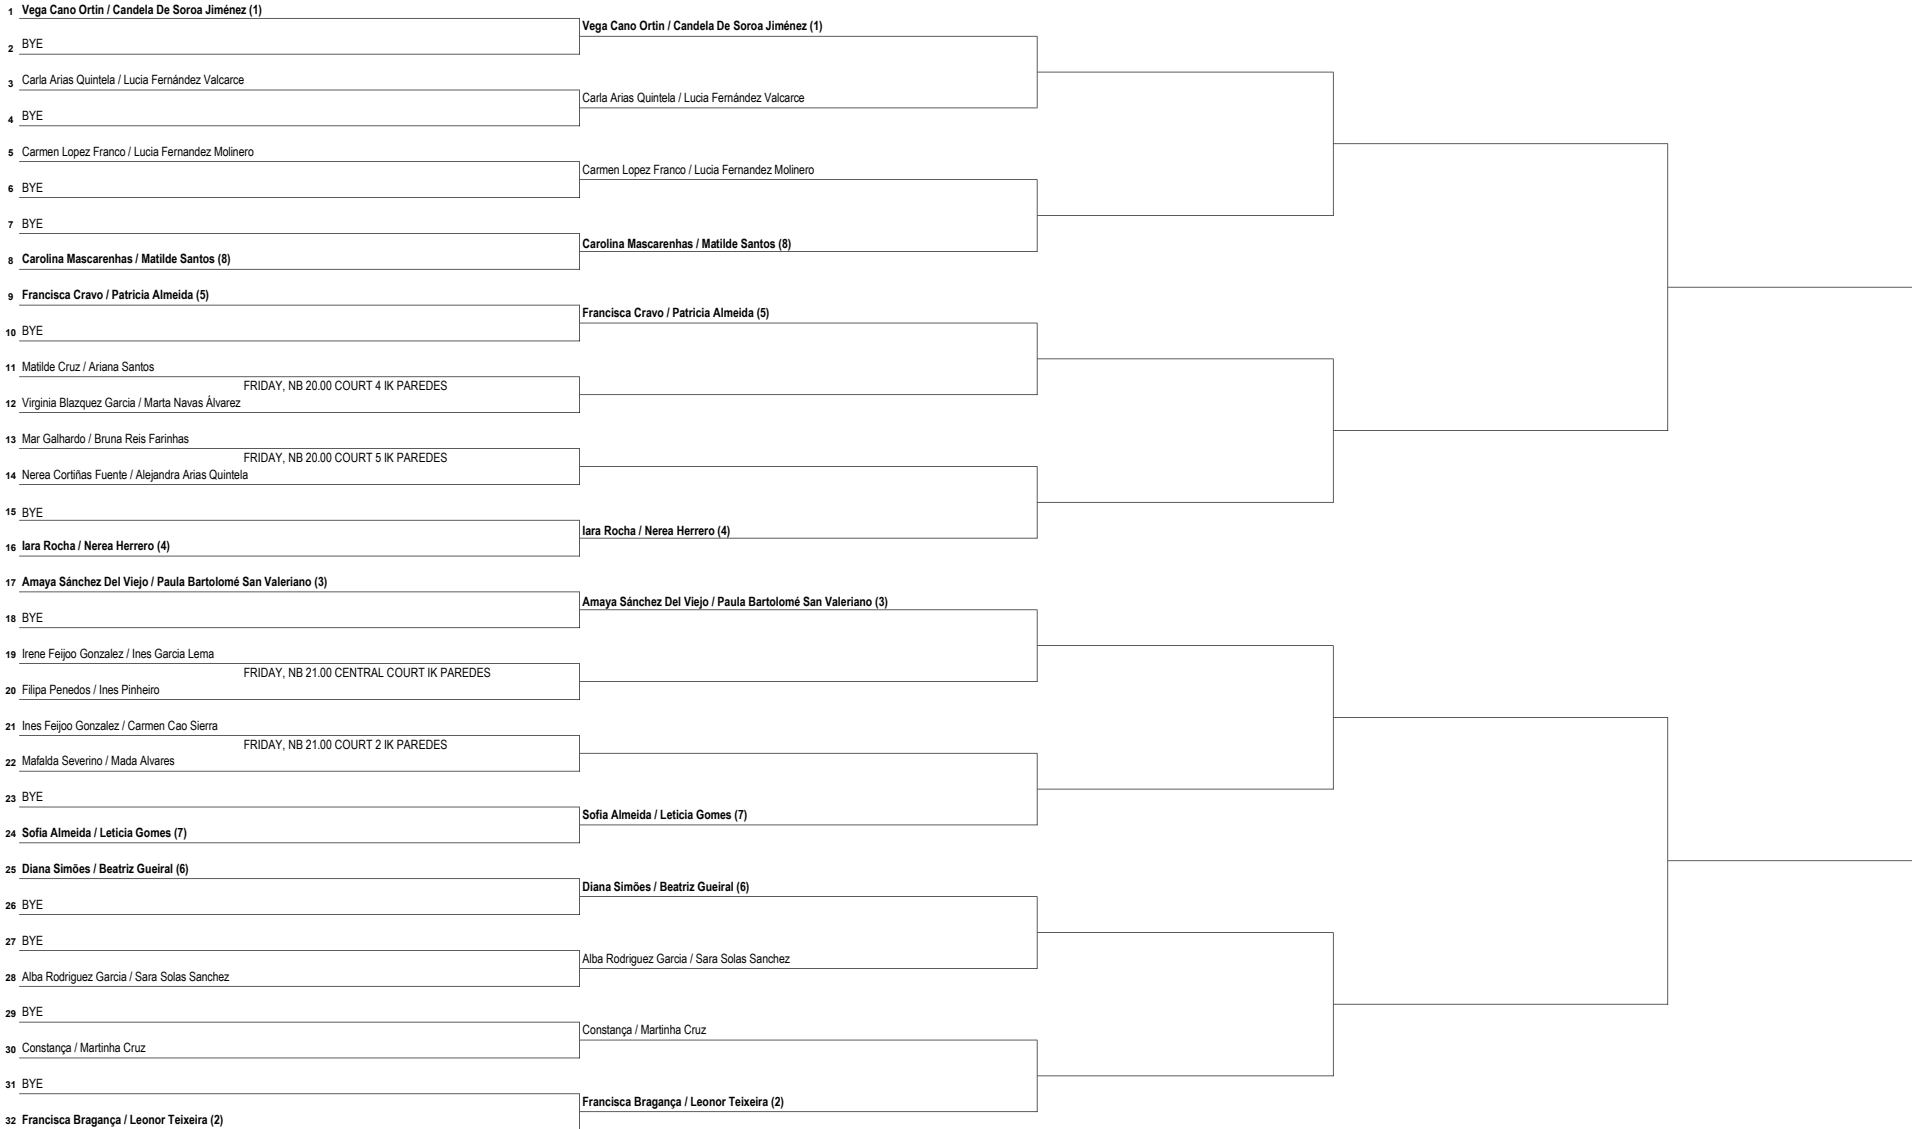 1 Vega Cano Ortin / Candela De Soroa Jiménez (1)
Vega Cano Ortin / Candela De Soroa Jiménez (1)
2 BYE
3 Carla Arias Quintela / Lucia Fernández Valcarce
Carla Arias Quintela / Lucia Fernández Valcarce
4 BYE
5 Carmen Lopez Franco / Lucia Fernandez Molinero
Carmen Lopez Franco / Lucia Fernandez Molinero
6 BYE
7 BYE
Carolina Mascarenhas / Matilde Santos (8)
8 Carolina Mascarenhas / Matilde Santos (8)
9 Francisca Cravo / Patricia Almeida (5)
Francisca Cravo / Patricia Almeida (5)
10 BYE
11 Matilde Cruz / Ariana Santos
FRIDAY, NB 20.00 COURT 4 IK PAREDES
12 Virginia Blazquez Garcia / Marta Navas Álvarez
13 Mar Galhardo / Bruna Reis Farinhas
FRIDAY, NB 20.00 COURT 5 IK PAREDES
14 Nerea Cortiñas Fuente / Alejandra Arias Quintela
15 BYE
Iara Rocha / Nerea Herrero (4)
16 Iara Rocha / Nerea Herrero (4)
17 Amaya Sánchez Del Viejo / Paula Bartolomé San Valeriano (3)
Amaya Sánchez Del Viejo / Paula Bartolomé San Valeriano (3)
18 BYE
19 Irene Feijoo Gonzalez / Ines Garcia Lema
FRIDAY, NB 21.00 CENTRAL COURT IK PAREDES
20 Filipa Penedos / Ines Pinheiro
21 Ines Feijoo Gonzalez / Carmen Cao Sierra
FRIDAY, NB 21.00 COURT 2 IK PAREDES
22 Mafalda Severino / Mada Alvares
23 BYE
Sofia Almeida / Leticia Gomes (7)
24 Sofia Almeida / Leticia Gomes (7)
25 Diana Simões / Beatriz Gueiral (6)
Diana Simões / Beatriz Gueiral (6)
26 BYE
27 BYE
Alba Rodriguez Garcia / Sara Solas Sanchez
28 Alba Rodriguez Garcia / Sara Solas Sanchez
29 BYE
Constança / Martinha Cruz
30 Constança / Martinha Cruz
31 BYE
Francisca Bragança / Leonor Teixeira (2)
32 Francisca Bragança / Leonor Teixeira (2)